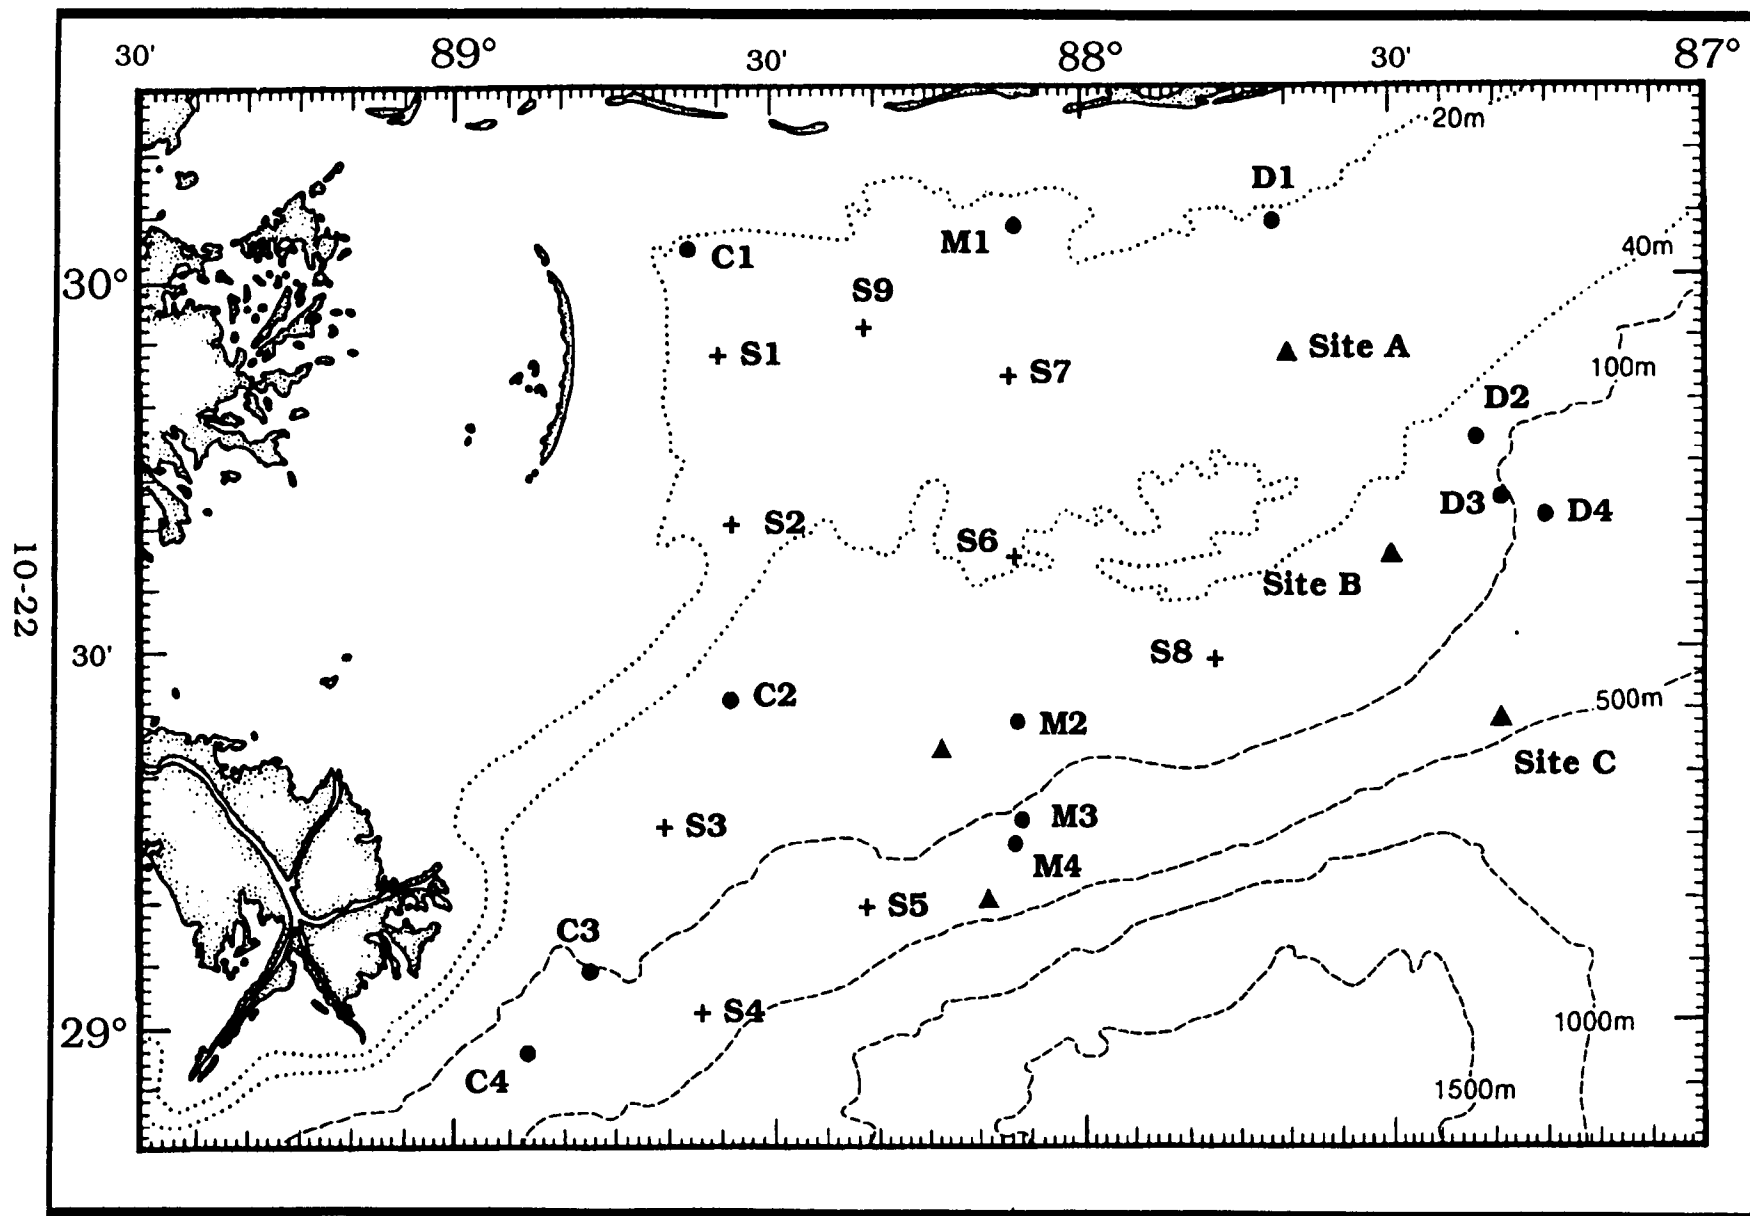 30'
89°
30'
88°
30'
87°
20m
D1
M1
C1
40m
30°
S9
S1
Site A
S7
100m
D2
S2
D3
D4
S6
Site B
10-22
30'
S8
C2
500m
M2
Site C
S3
M3
M4
S5
C3
S4
29°
1000m
C4
1500m